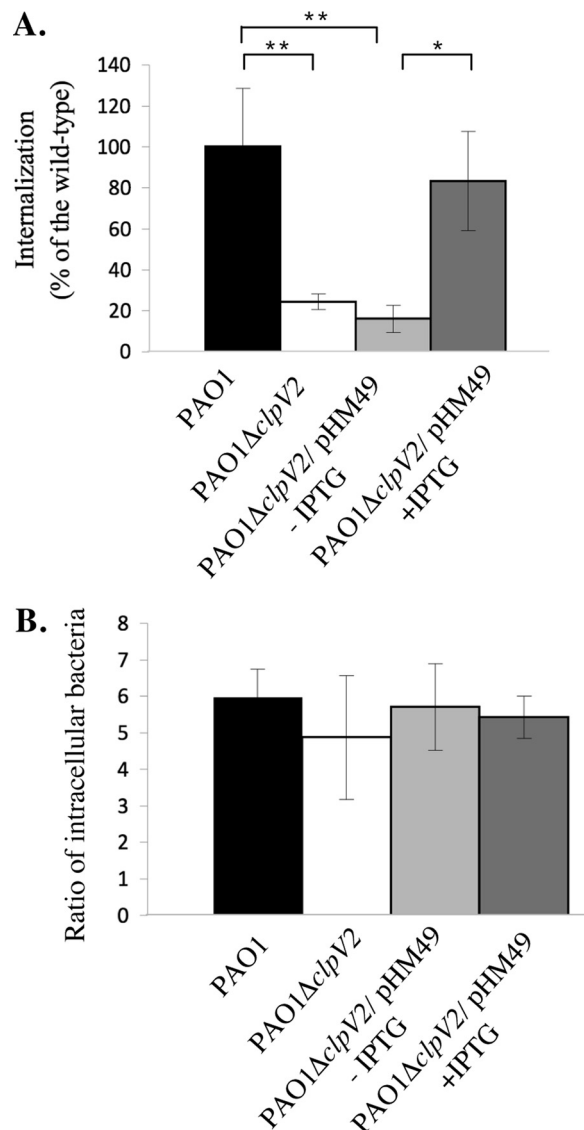 A.
**
**
*
Internalization
(% of the wild-type)
140
120
100
80
60
40
20
0
PAO1
PAO1ΔclpV2
PAO1ΔclpV2/ pHM49
- IPTG
PAO1ΔclpV2/ pHM49
+IPTG
B.
Ratio of intracellular bacteria
8
7
6
5
4
3
2
1
0
PAO1
PAO1ΔclpV2
PAO1ΔclpV2/ pHM49
- IPTG
PAO1ΔclpV2/ pHM49
+IPTG